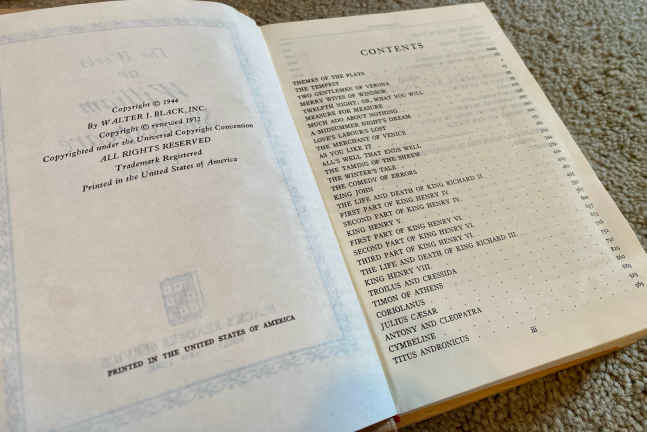 Copyright © 1944
By WALTER J. BLACK, INC.
Copyright © renewed 1972
Copyrighted under the Universal Copyright Convention
ALL RIGHTS RESERVED
Trademark Registered
Printed in the United States of America
PRINTED IN THE UNITED STATES OF AMERICA
CONTENTS
THEMES OF THE PLAYS
THE TEMPEST
TWO GENTLEMEN OF VERONA
MERRY WIVES OF WINDSOR
TWELFTH NIGHT; OR, WHAT YOU WILL
MEASURE FOR MEASURE
MUCH ADO ABOUT NOTHING
A MIDSUMMER NIGHT'S DREAM
LOVE'S LABOUR'S LOST
THE MERCHANT OF VENICE
AS YOU LIKE IT
ALL'S WELL THAT ENDS WELL
THE TAMING OF THE SHREW
THE WINTER'S TALE
THE COMEDY OF ERRORS
KING JOHN
THE LIFE AND DEATH OF KING RICHARD II.
FIRST PART OF KING HENRY IV.
SECOND PART OF KING HENRY IV.
KING HENRY V.
FIRST PART OF KING HENRY VI.
SECOND PART OF KING HENRY VI.
THIRD PART OF KING HENRY VI.
THE LIFE AND DEATH OF KING RICHARD III.
KING HENRY VIII.
TROILUS AND CRESSIDA
TIMON OF ATHENS
CORIOLANUS
JULIUS CÆSAR
ANTONY AND CLEOPATRA
CYMBELINE
TITUS ANDRONICUS
iii